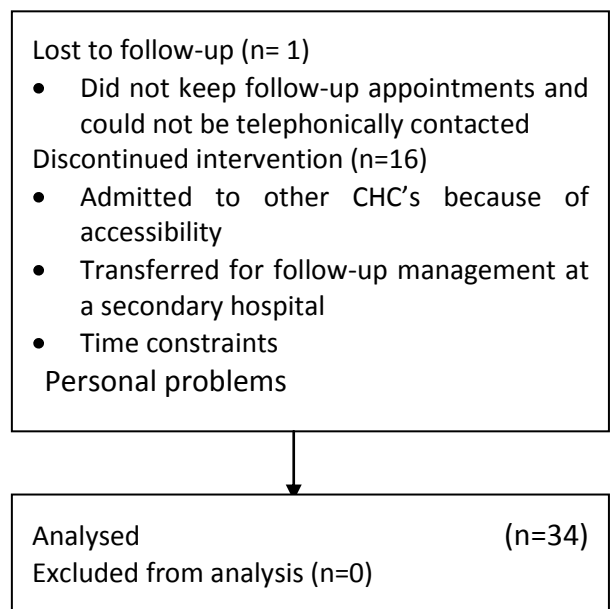 Lost to follow-up (n= 1)
• Did not keep follow-up appointments and
could not be telephonically contacted
Discontinued intervention (n=16)
• Admitted to other CHC’s because of
accessibility
• Transferred for follow-up management at
a secondary hospital
• Time constraints
Personal problems
Analysed (n=34)
Excluded from analysis (n=0)